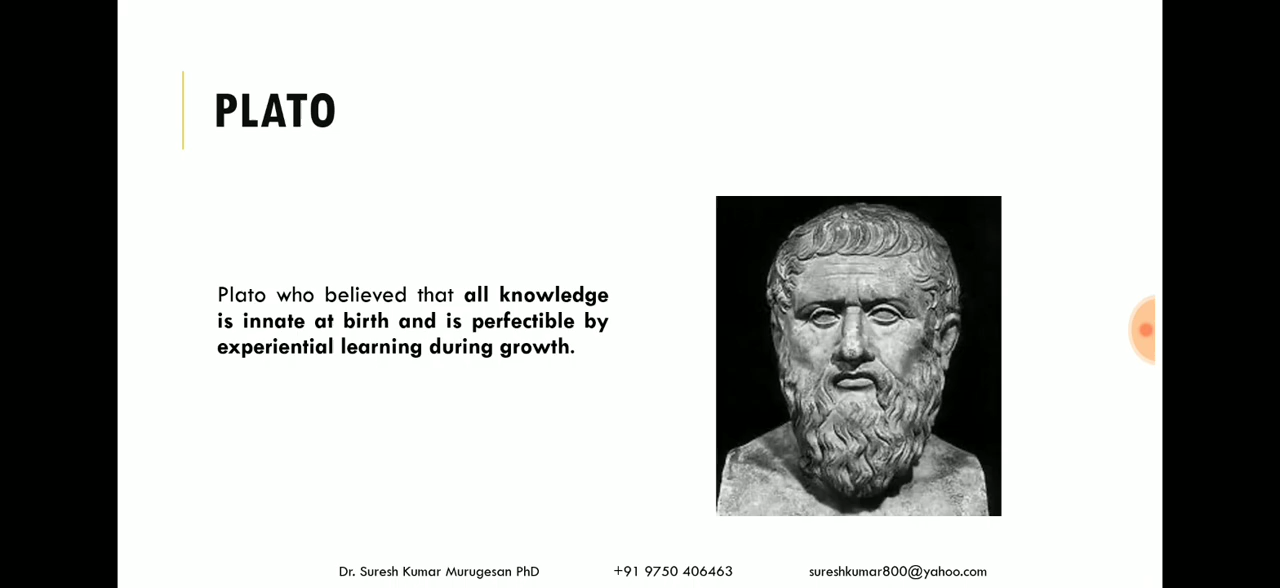 PLATO
Plato who believed that all knowledge
is innate at birth and is perfectible by
experiential learning during growth.
Dr. Suresh Kumar Murugesan PhD +91 9750 406463 sureshkumar800@yahoo.com